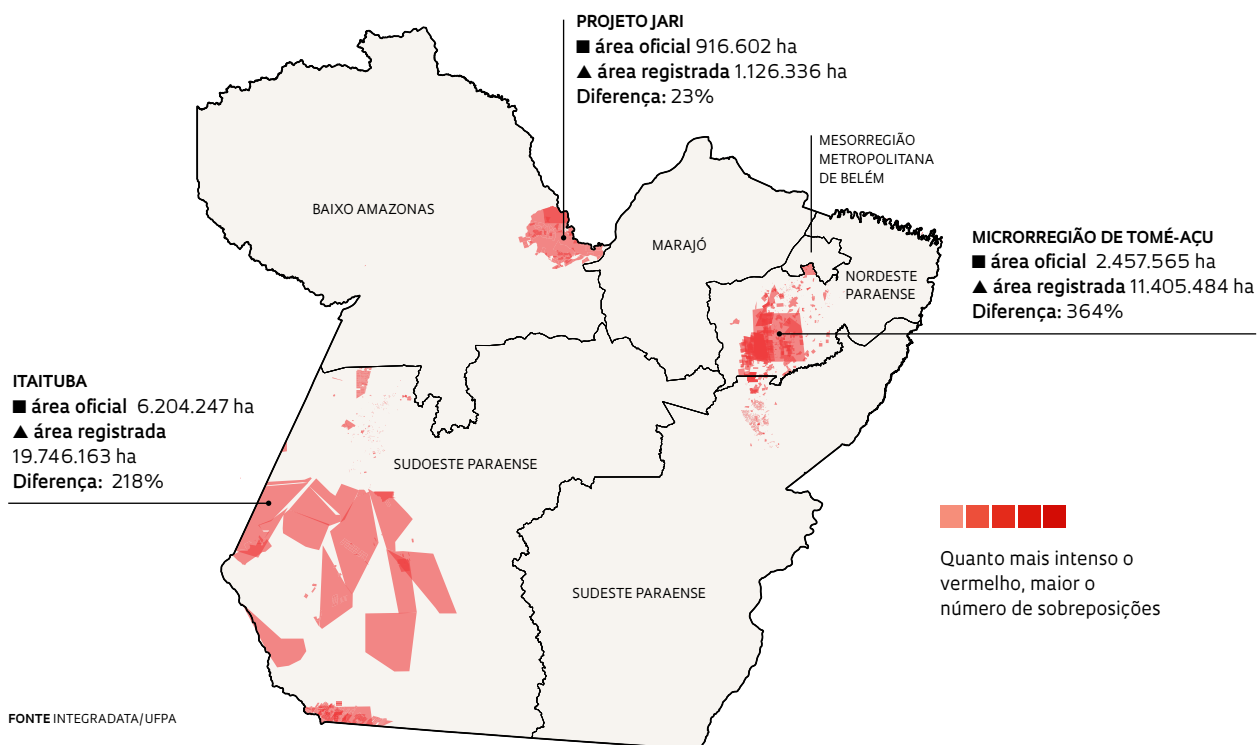 PROJETO JARI
■ área oficial 916.602 ha
▲ área registrada 1.126.336 ha
Diferença: 23%
MESORREGIÃO
METROPOLITANA
DE BELÉM
BAIXO AMAZONAS
MARAJÓ
NORDESTE
PARAENSE
MICRORREGIÃO DE TOMÉ-AÇU
■ área oficial 2.457.565 ha
▲ área registrada 11.405.484 ha
Diferença: 364%
ITAITUBA
■ área oficial 6.204.247 ha
▲ área registrada
19.746.163 ha
Diferença: 218%
SUDOESTE PARAENSE
SUDESTE PARAENSE
Quanto mais intenso o
vermelho, maior o
número de sobreposições
FONTE INTEGRADATA/UFPA